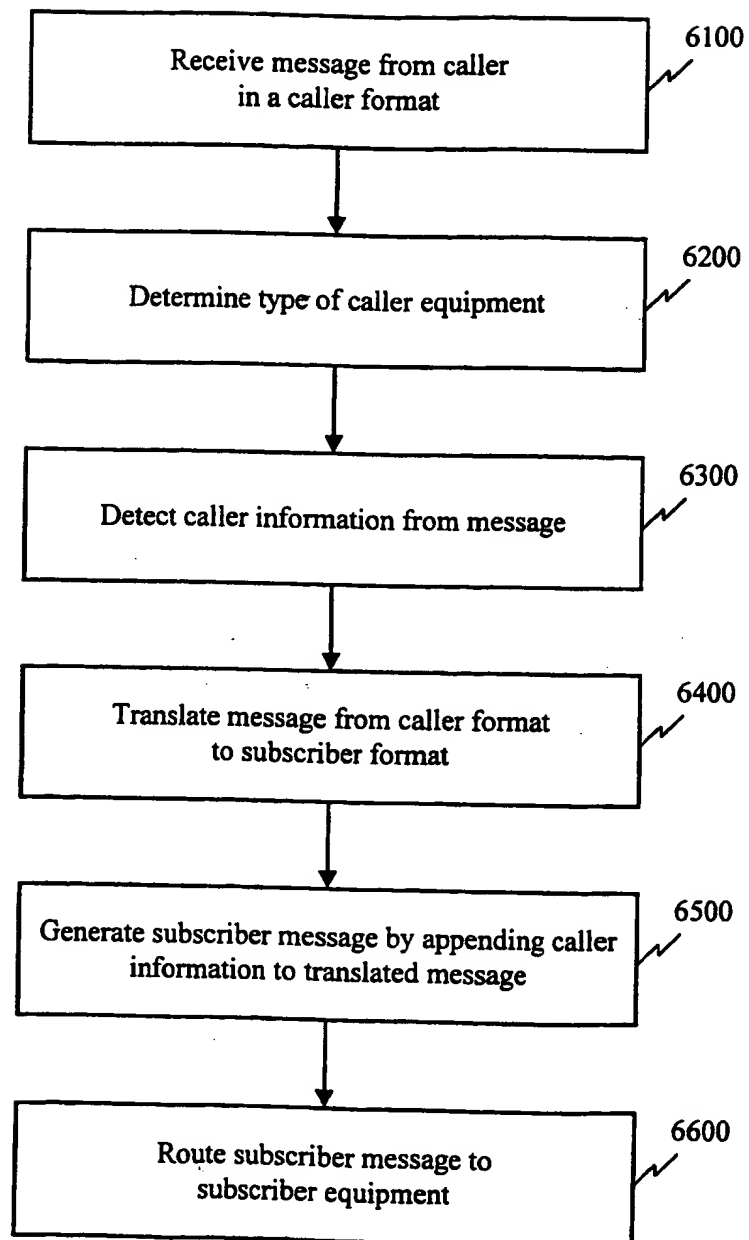 Receive message from caller
in a caller format
6100
Determine type of caller equipment
6200
Detect caller information from message
6300
Translate message from caller format
to subscriber format
6400
Generate subscriber message by appending caller
information to translated message
6500
Route subscriber message to
subscriber equipment
6600